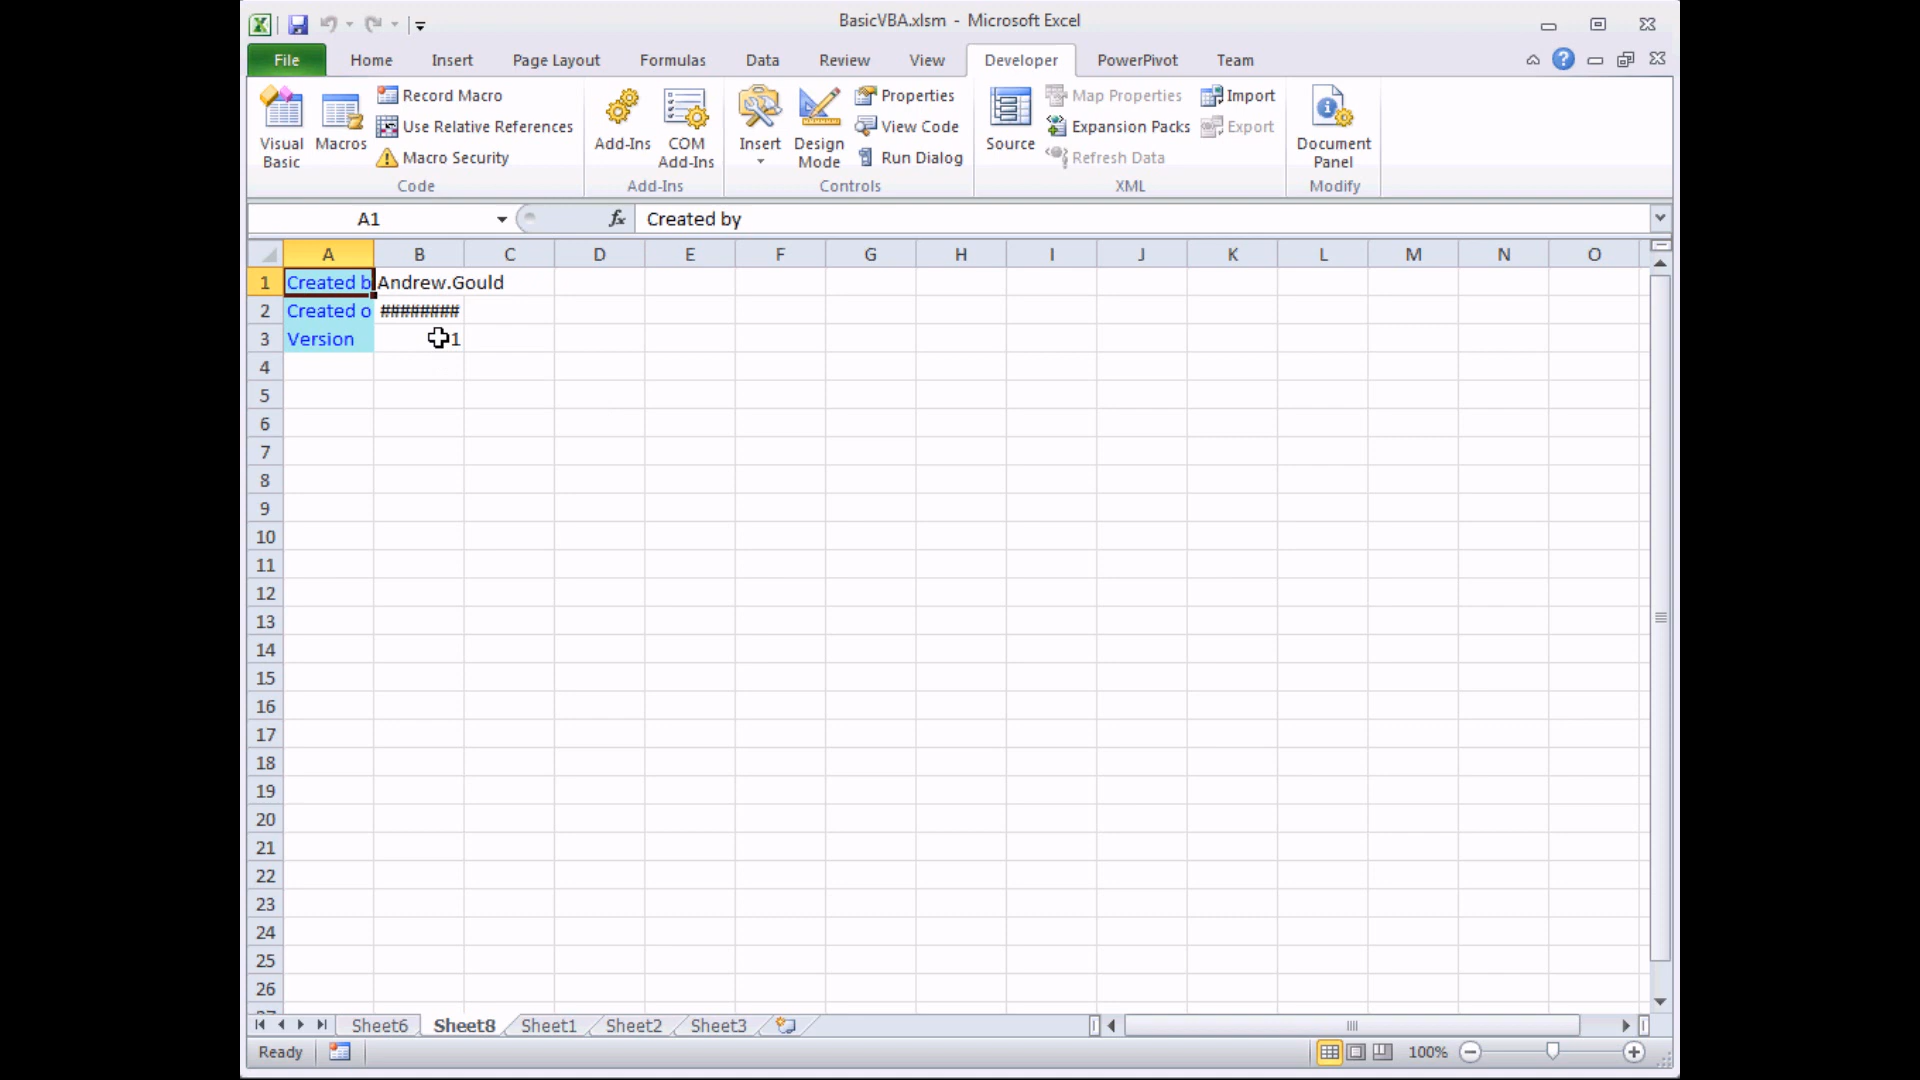 BasicVBA.xlsm - Microsoft Excel
File Home Insert Page Layout Formulas Data Review View Developer PowerPivot Team
Visual Basic
Macros
Record Macro
Use Relative References
Macro Security
Code
Add-Ins
COM Add-Ins
Add-Ins
Insert
Design Mode
Properties
View Code
Run Dialog
Controls
Source
Map Properties
Expansion Packs
Refresh Data
Import
Export
XML
Document Panel
Modify
A1 fx Created by
A B C D E F G H I J K L M N O
1 Created b Andrew.Gould
2 Created o ########
3 Version 1
4
5
6
7
8
9
10
11
12
13
14
15
16
17
18
19
20
21
22
23
24
25
26
Sheet6 Sheet8 Sheet1 Sheet2 Sheet3
Ready 100%